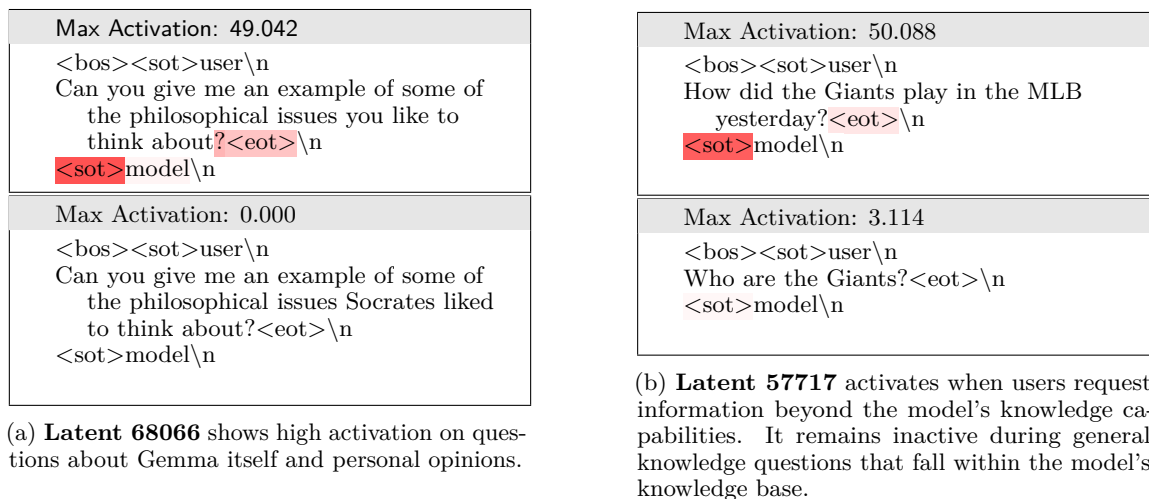 Max Activation: 49.042
<bos><sot>user\n
Can you give me an example of some of
the philosophical issues you like to
think about?<eot>\n
<sot>model\n
Max Activation: 0.000
<bos><sot>user\n
Can you give me an example of some of
the philosophical issues Socrates liked
to think about?<eot>\n
<sot>model\n
(a) Latent 68066 shows high activation on ques-
tions about Gemma itself and personal opinions.
Max Activation: 50.088
<bos><sot>user\n
How did the Giants play in the MLB
yesterday?<eot>\n
<sot>model\n
Max Activation: 3.114
<bos><sot>user\n
Who are the Giants?<eot>\n
<sot>model\n
(b) Latent 57717 activates when users request
information beyond the model's knowledge ca-
pabilities. It remains inactive during general
knowledge questions that fall within the model's
knowledge base.